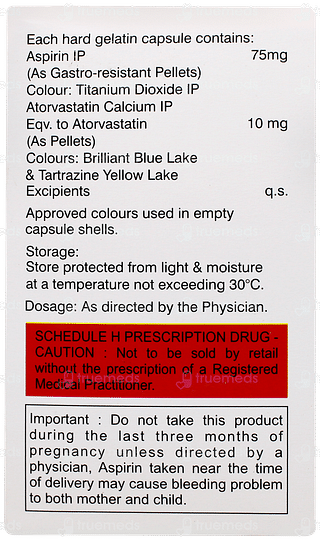 Each hard gelatin capsule contains:
Aspirin IP 75mg
(As Gastro-resistant Pellets)
Colour: Titanium Dioxide IP
Atorvastatin Calcium IP
Eqv. to Atorvastatin 10 mg
(As Pellets)
Colours: Brilliant Blue Lake
& Tartrazine Yellow Lake
Excipients q.s.
Approved colours used in empty
capsule shells.
Storage:
Store protected from light & moisture
at a temperature not exceeding 30°C.
Dosage: As directed by the Physician.
SCHEDULE H PRESCRIPTION DRUG -
CAUTION : Not to be sold by retail
without the prescription of a Registered
Medical Practitioner.
truemeds truemeds
Important : Do not take this product
during the last three months of
pregnancy unless directed by a
physician, Aspirin taken near the time
of delivery may cause bleeding problem
to both mother and child.